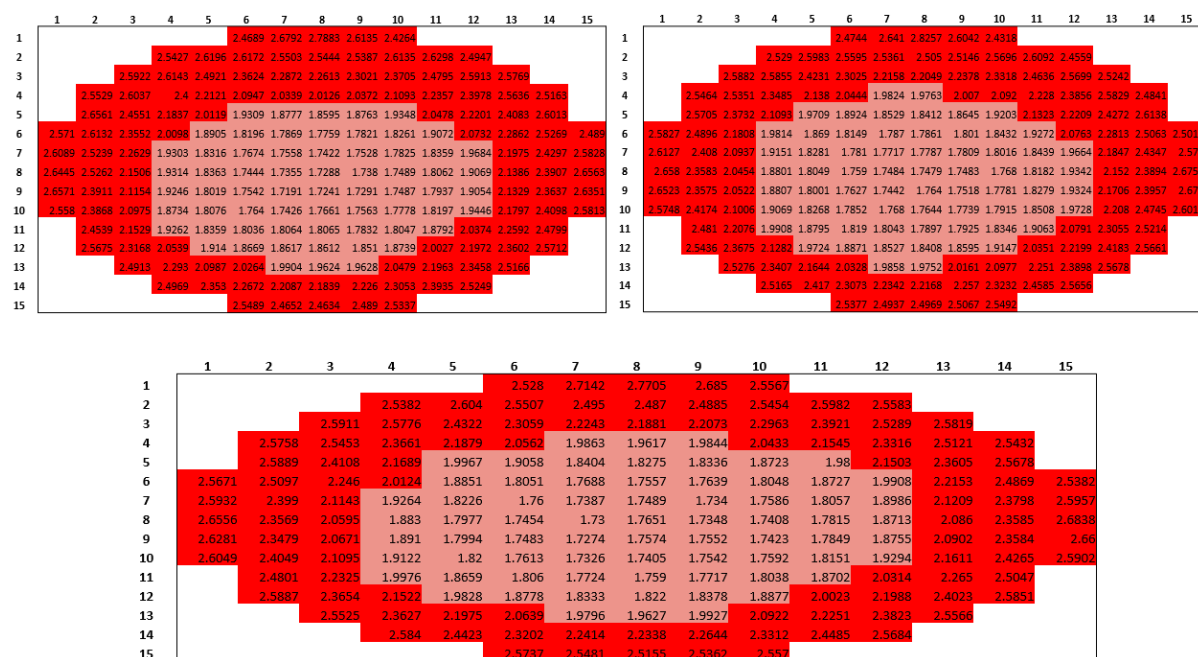 1 2 3 4 5 6 7 8 9 10 11 12 13 14 15
1 2.4689 2.6792 2.7883 2.6135 2.4264
2 2.5427 2.6196 2.6172 2.5503 2.5444 2.5387 2.6135 2.6298 2.4947
3 2.5922 2.6143 2.4921 2.3624 2.2872 2.2613 2.3021 2.3705 2.4795 2.5913 2.5769
4 2.5529 2.6037 2.4 2.2121 2.0947 2.0339 2.0126 2.0372 2.1093 2.2357 2.3978 2.5636 2.5163
5 2.6561 2.4551 2.1837 2.0119 1.9309 1.8777 1.8595 1.8763 1.9348 2.0478 2.2201 2.4083 2.6013
6 2.571 2.6132 2.3552 2.0098 1.8905 1.8196 1.7869 1.7759 1.7821 1.8261 1.9072 2.0732 2.2862 2.5269 2.489
7 2.6089 2.5239 2.2629 1.9303 1.8316 1.7674 1.7558 1.7422 1.7528 1.7825 1.8359 1.9684 2.1975 2.4297 2.5828
8 2.6445 2.5262 2.1506 1.9314 1.8363 1.7444 1.7355 1.7288 1.738 1.7489 1.8062 1.9069 2.1386 2.3907 2.6563
9 2.6571 2.3911 2.1154 1.9246 1.8019 1.7542 1.7191 1.7241 1.7291 1.7487 1.7937 1.9054 2.1329 2.3637 2.6351
10 2.558 2.3868 2.0975 1.8734 1.8076 1.764 1.7426 1.7661 1.7563 1.7778 1.8197 1.9446 2.1797 2.4098 2.5813
11 2.4539 2.1529 1.9262 1.8359 1.8036 1.8064 1.8065 1.7832 1.8047 1.8792 2.0374 2.2592 2.4799
12 2.5675 2.3168 2.0539 1.914 1.8669 1.8617 1.8612 1.851 1.8739 2.0027 2.1972 2.3602 2.5712
13 2.4913 2.293 2.0987 2.0264 1.9904 1.9624 1.9628 2.0479 2.1963 2.3458 2.5166
14 2.4969 2.353 2.2672 2.2087 2.1839 2.226 2.3053 2.3935 2.5249
15 2.5489 2.4652 2.4634 2.489 2.5337
1 2 3 4 5 6 7 8 9 10 11 12 13 14 15
1 2.4744 2.641 2.8257 2.6042 2.4318
2 2.529 2.5983 2.5595 2.5361 2.505 2.5146 2.5696 2.6092 2.4559
3 2.5882 2.5855 2.4231 2.3025 2.2158 2.2049 2.2378 2.3318 2.4636 2.5699 2.5242
4 2.5464 2.5351 2.3485 2.138 2.0444 1.9824 1.9763 2.007 2.092 2.228 2.3856 2.5829 2.4841
5 2.5705 2.3732 2.1093 1.9709 1.8924 1.8529 1.8412 1.8645 1.9203 2.1323 2.2209 2.4272 2.6138
6 2.5827 2.4896 2.1808 1.9814 1.869 1.8149 1.787 1.7861 1.801 1.8432 1.9272 2.0763 2.2813 2.5063 2.501
7 2.6127 2.408 2.0937 1.9151 1.8281 1.781 1.7717 1.7787 1.7809 1.8016 1.8439 1.9664 2.1847 2.4347 2.57
8 2.658 2.3583 2.0454 1.8801 1.8049 1.759 1.7484 1.7479 1.7483 1.768 1.8182 1.9342 2.152 2.3894 2.675
9 2.6523 2.3575 2.0522 1.8807 1.8001 1.7627 1.7442 1.764 1.7518 1.7781 1.8279 1.9324 2.1706 2.3957 2.67
10 2.5748 2.4174 2.1006 1.9069 1.8268 1.7852 1.768 1.7644 1.7739 1.7915 1.8508 1.9728 2.208 2.4745 2.601
11 2.481 2.2076 1.9908 1.8795 1.819 1.8043 1.7897 1.7925 1.8346 1.9063 2.0791 2.3055 2.5214
12 2.5436 2.3675 2.1282 1.9724 1.8871 1.8527 1.8408 1.8595 1.9147 2.0351 2.2199 2.4183 2.5661
13 2.5276 2.3407 2.1644 2.0328 1.9858 1.9752 2.0161 2.0977 2.251 2.3898 2.5678
14 2.5165 2.417 2.3073 2.2342 2.2168 2.257 2.3232 2.4585 2.5656
15 2.5377 2.4937 2.4969 2.5067 2.5492
1 2 3 4 5 6 7 8 9 10 11 12 13 14 15
1 2.528 2.7142 2.7705 2.685 2.5567
2 2.5382 2.604 2.5507 2.495 2.487 2.4885 2.5454 2.5982 2.5583
3 2.5911 2.5776 2.4322 2.3059 2.2243 2.1881 2.2073 2.2963 2.3921 2.5289 2.5819
4 2.5758 2.5453 2.3661 2.1879 2.0562 1.9863 1.9617 1.9844 2.0433 2.1545 2.3316 2.5121 2.5432
5 2.5889 2.4108 2.1689 1.9967 1.9058 1.8404 1.8275 1.8336 1.8723 1.98 2.1503 2.3605 2.5678
6 2.5671 2.5097 2.246 2.0124 1.8851 1.8051 1.7688 1.7557 1.7639 1.8048 1.8727 1.9908 2.2153 2.4869 2.5382
7 2.5932 2.399 2.1143 1.9264 1.8226 1.76 1.7387 1.7489 1.734 1.7586 1.8057 1.8986 2.1209 2.3798 2.5957
8 2.6556 2.3569 2.0595 1.883 1.7977 1.7454 1.73 1.7651 1.7348 1.7408 1.7815 1.8713 2.086 2.3585 2.6838
9 2.6281 2.3479 2.0671 1.891 1.7994 1.7483 1.7274 1.7574 1.7552 1.7423 1.7849 1.8755 2.0902 2.3584 2.66
10 2.6049 2.4049 2.1095 1.9122 1.82 1.7613 1.7326 1.7405 1.7542 1.7592 1.8151 1.9294 2.1611 2.4265 2.5902
11 2.4801 2.2325 1.9976 1.8659 1.806 1.7724 1.759 1.7717 1.8038 1.8702 2.0314 2.265 2.5047
12 2.5887 2.3654 2.1522 1.9828 1.8778 1.8333 1.822 1.8378 1.8877 2.0023 2.1988 2.4023 2.5851
13 2.5525 2.3627 2.1975 2.0639 1.9796 1.9627 1.9927 2.0922 2.2251 2.3823 2.5566
14 2.584 2.4423 2.3202 2.2414 2.2338 2.2644 2.3312 2.4485 2.5684
15 2.5737 2.5481 2.5155 2.5362 2.557